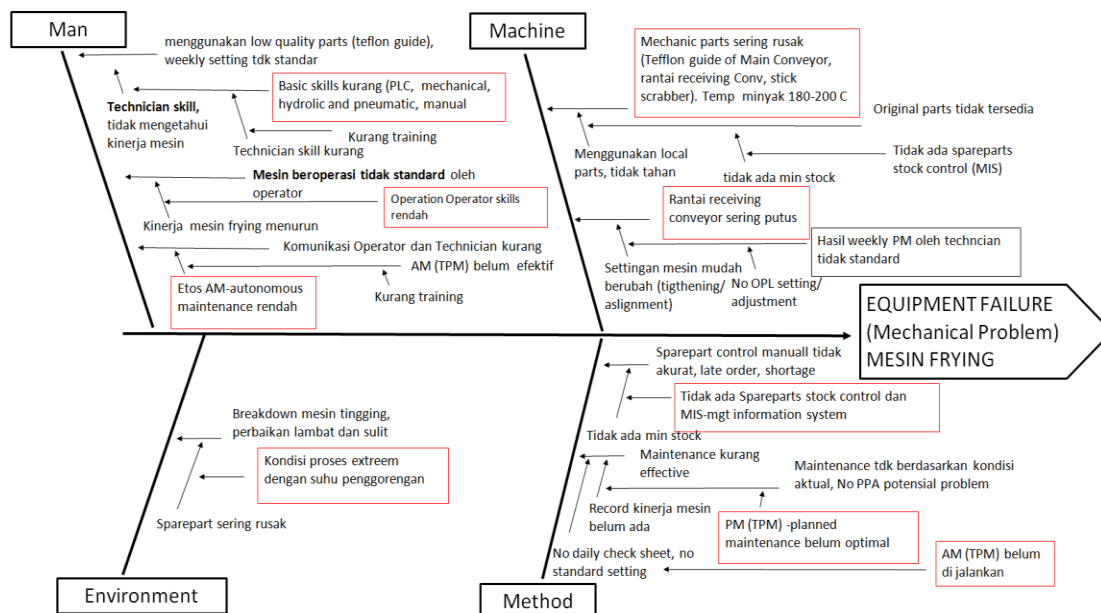 Man
menggunakan low quality parts (teflon guide),
weekly setting tdk standar
Basic skills kurang (PLC, mechanical,
hydrolic and pneumatic, manual
Technician skill,
tidak mengetahui
kinerja mesin
Kurang training
Technician skill kurang
Mesin beroperasi tidak standard oleh
operator
Operation Operator skills
rendah
Kinerja mesin frying menurun
Komunikasi Operator dan Technician kurang
AM (TPM) belum efektif
Kurang training
Etos AM-autonomous
maintenance rendah
Machine
Mechanic parts sering rusak
(Tefflon guide of Main Conveyor,
rantai receiving Conv, stick
scrabber). Temp minyak 180-200 C
Original parts tidak tersedia
Menggunakan local
parts, tidak tahan
Tidak ada spareparts
stock control (MIS)
tidak ada min stock
Rantai receiving
conveyor sering putus
Hasil weekly PM oleh techncian
tidak standard
Settingan mesin mudah
berubah (tigthening/
aslignment)
No OPL setting/
adjustment
EQUIPMENT FAILURE
(Mechanical Problem)
MESIN FRYING
Breakdown mesin tingging,
perbaikan lambat dan sulit
Kondisi proses extreem
dengan suhu penggorengan
Sparepart sering rusak
Environment
Sparepart control manuall tidak
akurat, late order, shortage
Tidak ada Spareparts stock control dan
MIS-mgt information system
Tidak ada min stock
Maintenance kurang
effective
Maintenance tdk berdasarkan kondisi
aktual, No PPA potensial problem
Record kinerja mesin
belum ada
PM (TPM) -planned
maintenance belum optimal
No daily check sheet, no
standard setting
AM (TPM) belum
di jalankan
Method